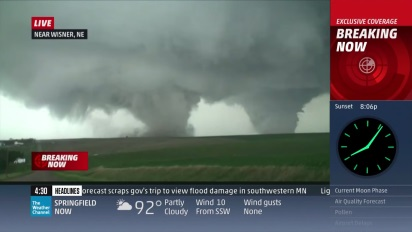 LIVE
NEAR WISNER, NE
EXCLUSIVE COVERAGE
BREAKING
NOW
Sunset 8:06p
BREAKING NOW
Current Moon Phase
Air Quality Forecast
Pollen
4:30 HEADLINES orecast scraps gov's trip to view flood damage in southwestern MN Lig
The
Weather
Channel
SPRINGFIELD
NOW
92°
Partly
Cloudy
Wind 10
From SSW
Wind gusts
None